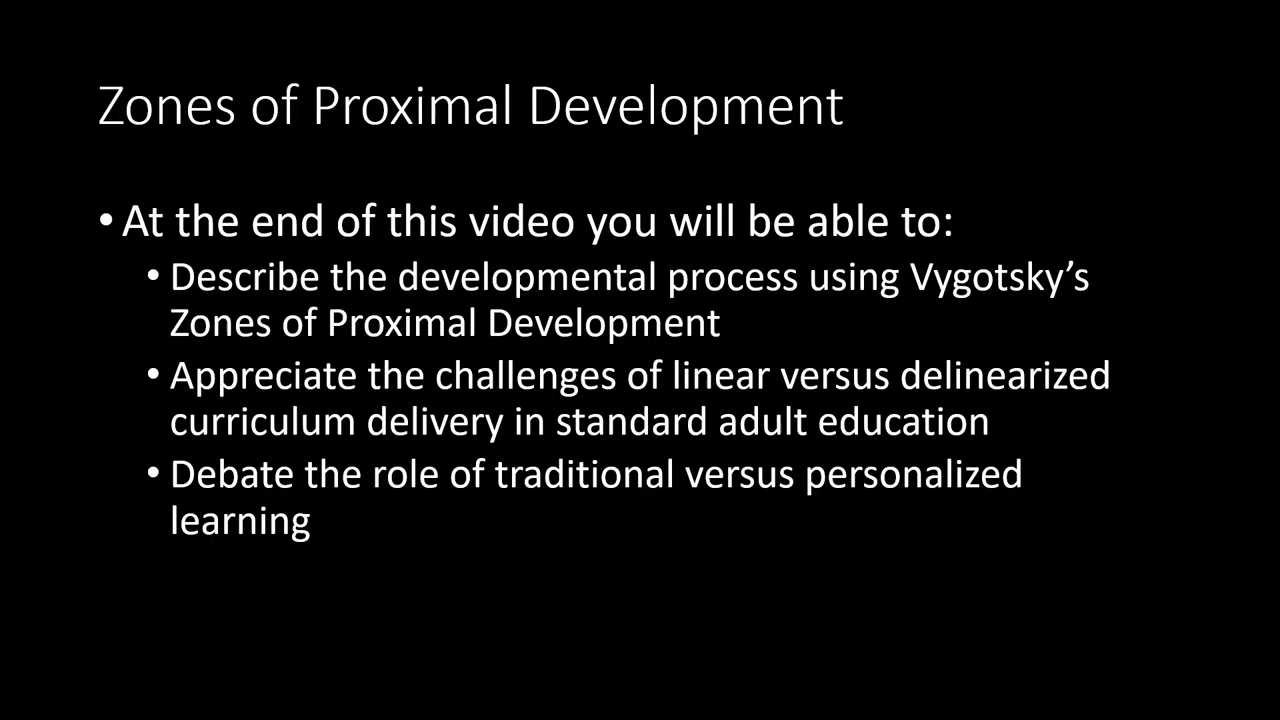 Zones of Proximal Development
• At the end of this video you will be able to:
• Describe the developmental process using Vygotsky’s
Zones of Proximal Development
• Appreciate the challenges of linear versus delinearized
curriculum delivery in standard adult education
• Debate the role of traditional versus personalized
learning